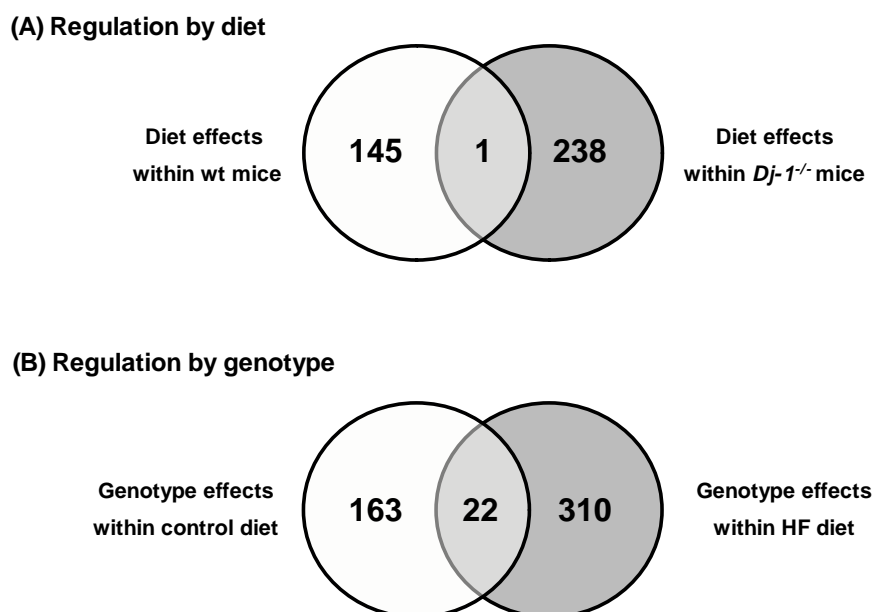 (A) Regulation by diet
Diet effects
within wt mice
145
1
238
Diet effects
within Dj-1-/- mice
(B) Regulation by genotype
Genotype effects
within control diet
163
22
310
Genotype effects
within HF diet